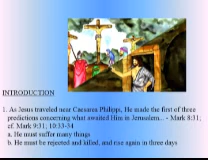 INTRODUCTION
1. As Jesus traveled near Caesarea Philippi, He made the first of three
predictions concerning what awaited Him in Jerusalem... - Mark 8:31;
cf. Mark 9:31; 10:33-34
a. He must suffer many things
b. He must be rejected and killed, and rise again in three days